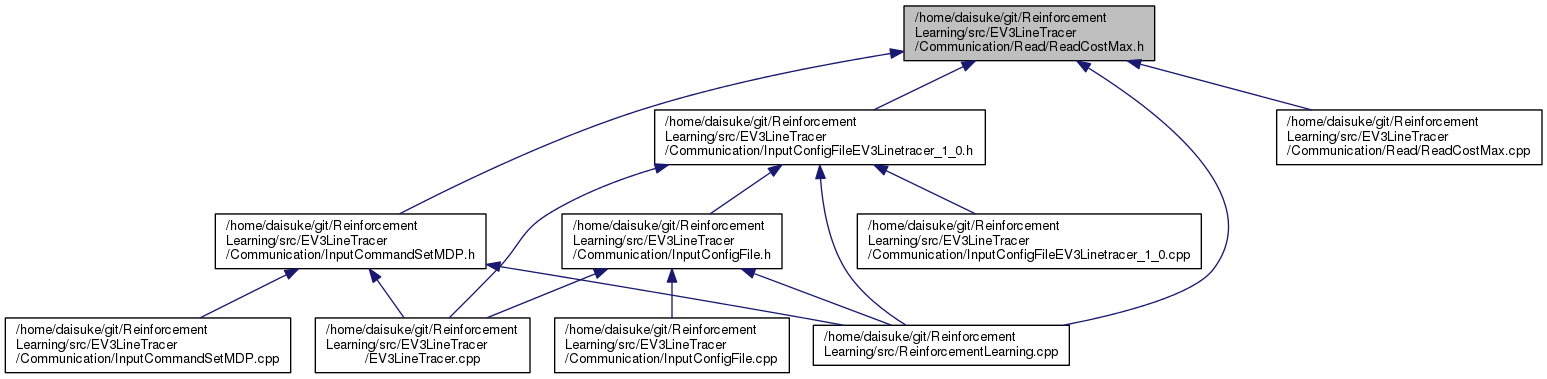 /home/daisuke/git/Reinforcement
Learning/src/EV3LineTracer
/Communication/Read/ReadCostMax.h
/home/daisuke/git/Reinforcement
Learning/src/EV3LineTracer
/Communication/InputConfigFileEV3Linetracer_1_0.h
/home/daisuke/git/Reinforcement
Learning/src/EV3LineTracer
/Communication/Read/ReadCostMax.cpp
/home/daisuke/git/Reinforcement
Learning/src/EV3LineTracer
/Communication/InputCommandSetMDP.h
/home/daisuke/git/Reinforcement
Learning/src/EV3LineTracer
/Communication/InputConfigFile.h
/home/daisuke/git/Reinforcement
Learning/src/EV3LineTracer
/Communication/InputConfigFileEV3Linetracer_1_0.cpp
/home/daisuke/git/Reinforcement
Learning/src/EV3LineTracer
/Communication/InputCommandSetMDP.cpp
/home/daisuke/git/Reinforcement
Learning/src/EV3LineTracer
/EV3LineTracer.cpp
/home/daisuke/git/Reinforcement
Learning/src/EV3LineTracer
/Communication/InputConfigFile.cpp
/home/daisuke/git/Reinforcement
Learning/src/ReinforcementLearning.cpp